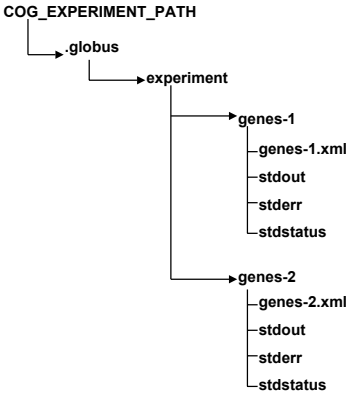 COG_EXPERIMENT_PATH
.globus
experiment
genes-1
genes-1.xml
stdout
stderr
stdstatus
genes-2
genes-2.xml
stdout
stderr
stdstatus